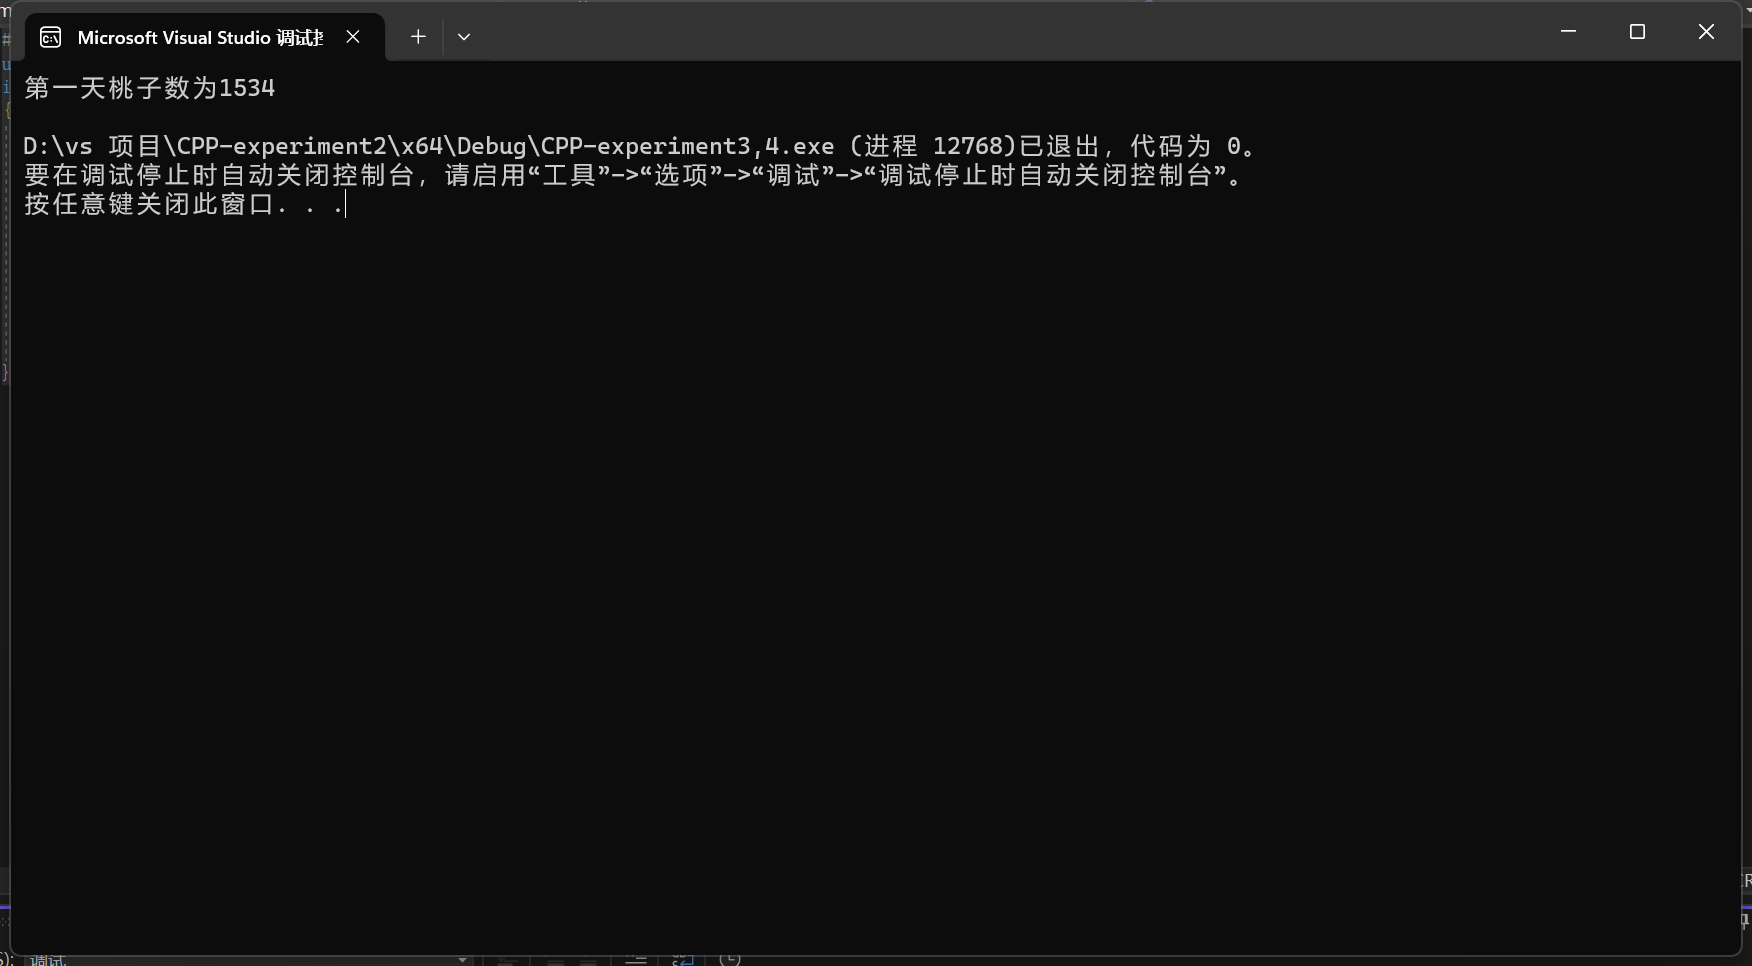 Microsoft Visual Studio 调试
第一天桃子数为1534
D:\vs 项目\CPP-experiment2\x64\Debug\CPP-experiment3,4.exe (进程 12768)已退出，代码为 0。
要在调试停止时自动关闭控制台，请启用“工具”->“选项”->“调试”->“调试停止时自动关闭控制台”。
按任意键关闭此窗口. . .
调试